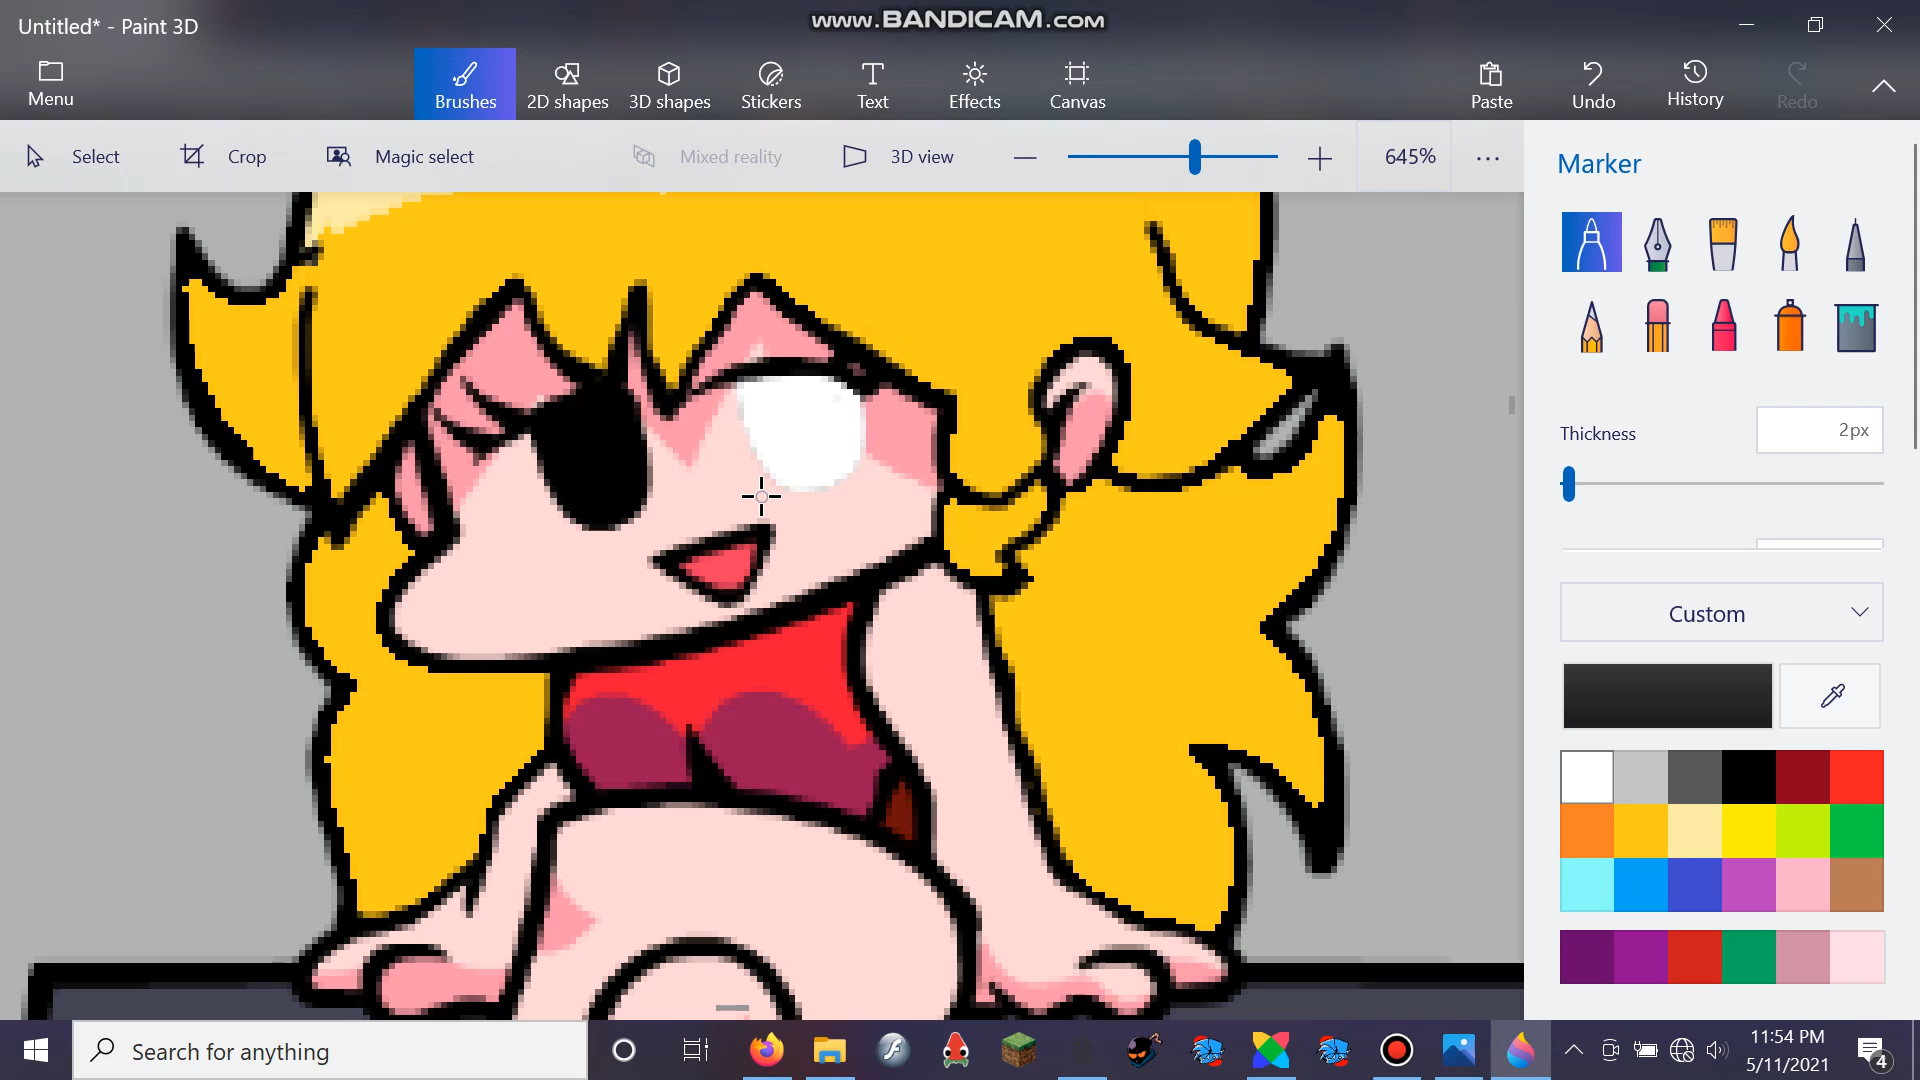 Untitled* - Paint 3D
WWW.BANDICAM.COM
Menu
Brushes
2D shapes
3D shapes
Stickers
Text
Effects
Canvas
Paste
Undo
History
Redo
Select
Crop
Magic select
Mixed reality
3D view
645%
Marker
Thickness
2px
Custom
Search for anything
11:54 PM
5/11/2021
4